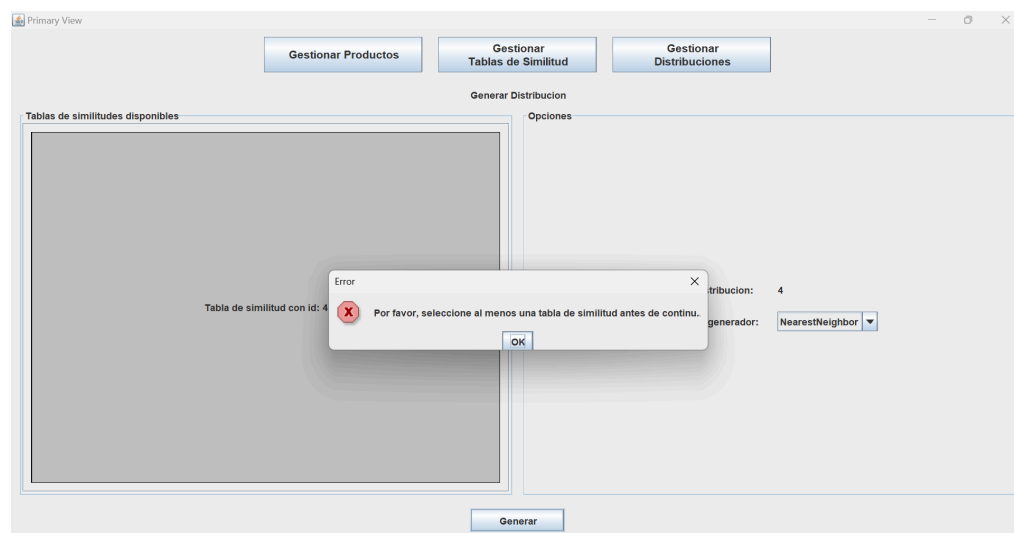 Primary View
Gestionar Productos
Gestionar
Tablas de Similitud
Gestionar
Distribuciones
Generar Distribucion
Tablas de similitudes disponibles
Opciones
Error
Por favor, seleccione al menos una tabla de similitud antes de continu.
OK
Tabla de similitud con id: 4
tribucion: 4
generador: NearestNeighbor
Generar